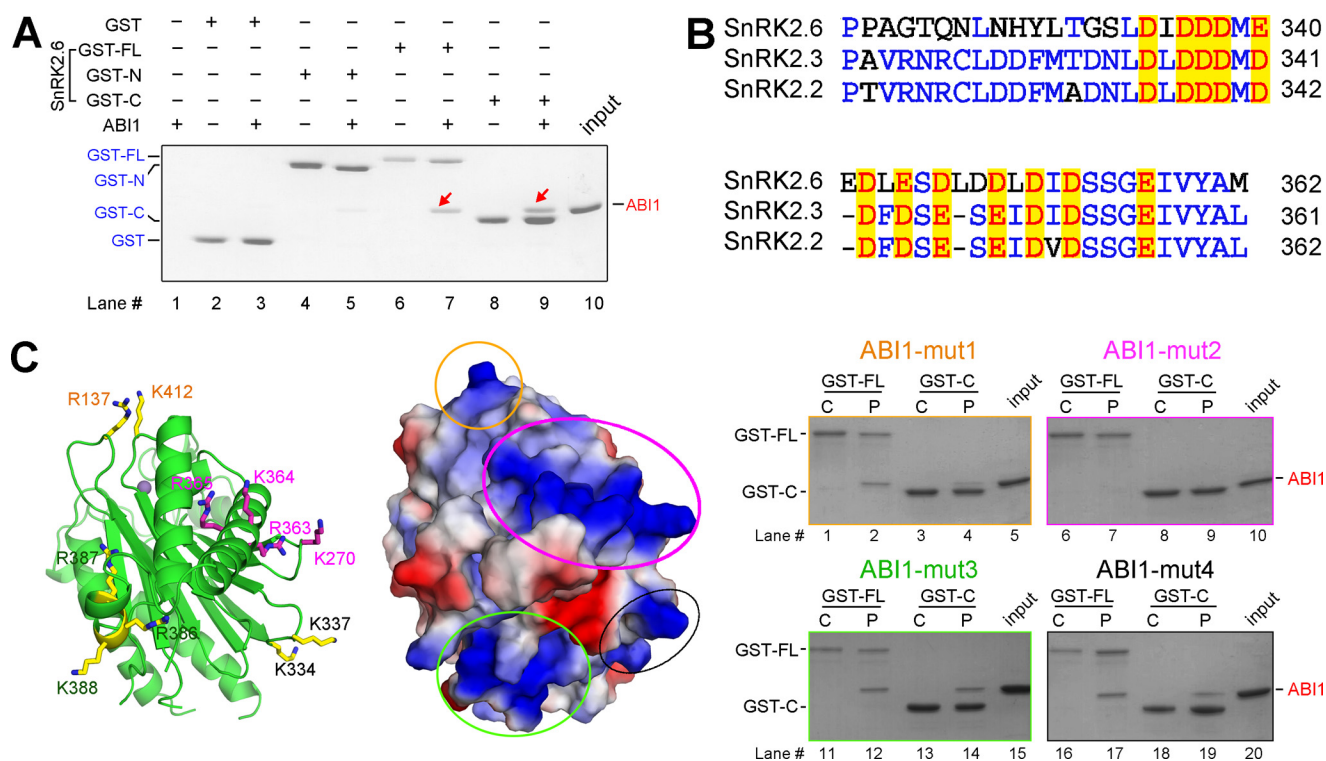 A
GST – + + – – – – – –
SnRK2.6
GST-FL – – – – – + + – –
GST-N – – – + + – – – –
GST-C – – – – – – – + +
ABI1 + – + – + – + – + input
GST-FL
GST-N
GST-C
GST
ABI1
Lane # 1 2 3 4 5 6 7 8 9 10
B
SnRK2.6 PPAGTQNLNHYLTGSLDIDDDME 340
SnRK2.3 PAVRNRCLDDFMTDNLDLDDDMD 341
SnRK2.2 PTVRNRCLDDFMADNLDLDDDMD 342
SnRK2.6 EDLESDLDDLDIDSSGEIVYAM 362
SnRK2.3 -DFDSE-SEIDIDSSGEIVYAL 361
SnRK2.2 -DFDSE-SEIDVDSSGEIVYAL 362
C
R137 K412
R365 K364
R363
K270
R387
R386
K337
K334
K388
ABI1-mut1
GST-FL GST-C input
C P C P
GST-FL
GST-C
Lane # 1 2 3 4 5
ABI1-mut2
GST-FL GST-C input
C P C P
ABI1
6 7 8 9 10
ABI1-mut3
GST-FL GST-C input
C P C P
GST-FL
GST-C
Lane # 11 12 13 14 15
ABI1-mut4
GST-FL GST-C input
C P C P
ABI1
16 17 18 19 20